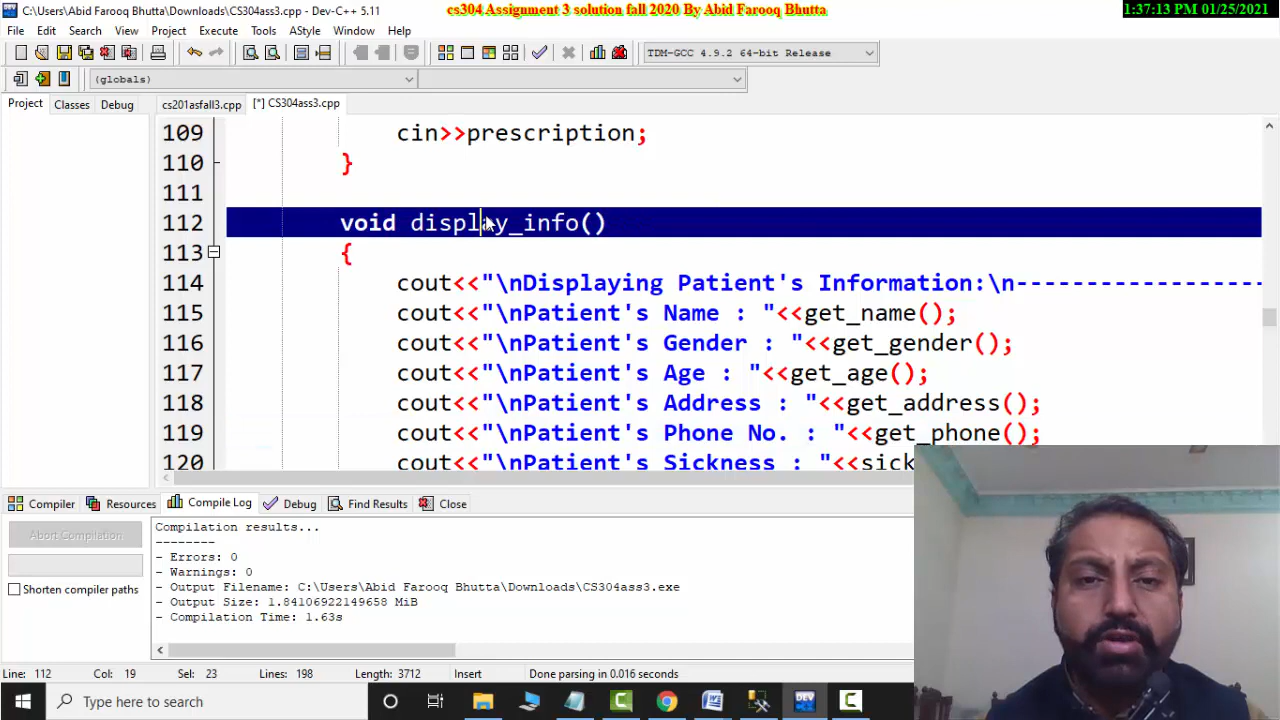 C:\Users\Abid Farooq Bhutta\Downloads\CS304ass3.cpp - Dev-C++ 5.11
cs304 Assignment 3 solution fall 2020 By Abid Farooq Bhutta
1:37:13 PM 01/25/2021
File Edit Search View Project Execute Tools AStyle Window Help
TDM-GCC 4.9.2 64-bit Release
(globals)
Project Classes Debug
cs201asfall3.cpp [*] CS304ass3.cpp
109 cin>>prescription;
110 }
111
112 void display_info()
113 {
114 cout<<"\nDisplaying Patient's Information:\n------------------
115 cout<<"\nPatient's Name : "<<get_name();
116 cout<<"\nPatient's Gender : "<<get_gender();
117 cout<<"\nPatient's Age : "<<get_age();
118 cout<<"\nPatient's Address : "<<get_address();
119 cout<<"\nPatient's Phone No. : "<<get_phone();
120 cout<<"\nPatient's Sickness : "<<sick
Compiler Resources Compile Log Debug Find Results Close
Abort Compilation
Shorten compiler paths
Compilation results...
--------
- Errors: 0
- Warnings: 0
- Output Filename: C:\Users\Abid Farooq Bhutta\Downloads\CS304ass3.exe
- Output Size: 1.84106922149658 MiB
- Compilation Time: 1.63s
Line: 112 Col: 19 Sel: 23 Lines: 198 Length: 3712 Insert Done parsing in 0.016 seconds
Type here to search